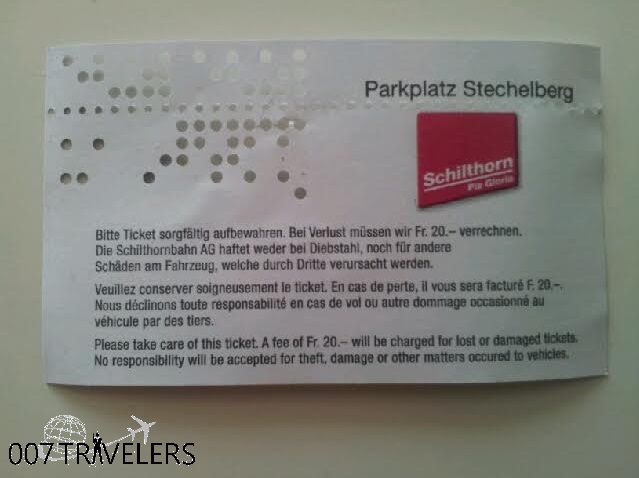 Parkplatz Stechelberg
Schilthorn
Piz Gloria
Bitte Ticket sorgfältig aufbewahren. Bei Verlust müssen wir Fr. 20.– verrechnen.
Die Schilthornbahn AG haftet weder bei Diebstahl, noch für andere
Schäden am Fahrzeug, welche durch Dritte verursacht werden.
Veuillez conserver soigneusement le ticket. En cas de perte, il vous sera facturé F. 20.–.
Nous déclinons toute responsabilité en cas de vol ou autre dommage occasionné au
véhicule par des tiers.
Please take care of this ticket. A fee of Fr. 20.– will be charged for lost or damaged tickets.
No responsibility will be accepted for theft, damage or other matters occured to vehicles.
007 TRAVELERS